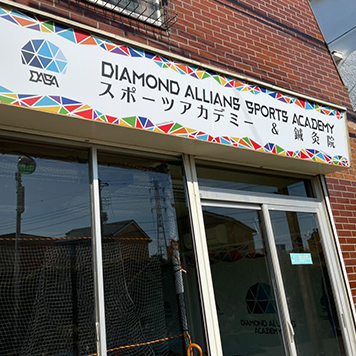 DIAMOND ALLIANS SPORTS ACADEMY
スポーツアカデミー & 鍼灸院
DASA
DIAMOND ALLIANS
ACADEMY